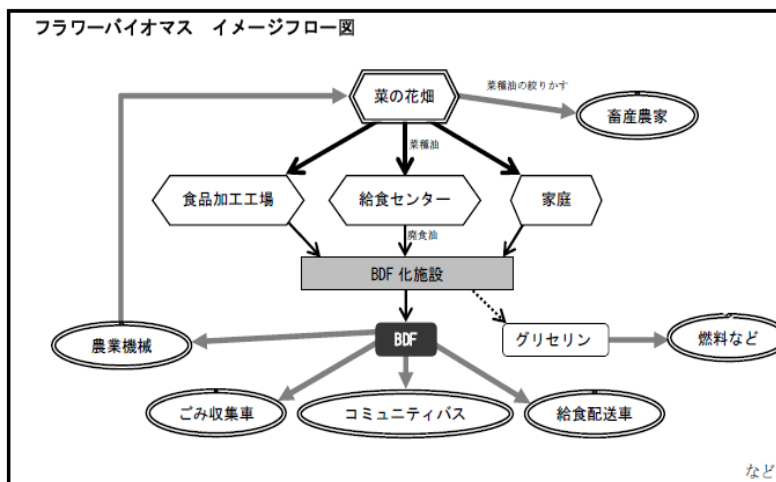 フラワーバイオマス　イメージフロー図
菜の花畑
菜種油の絞りかす
畜産農家
菜種油
食品加工工場
給食センター
家庭
廃食油
BDF 化施設
農業機械
BDF
グリセリン
燃料など
ごみ収集車
コミュニティバス
給食配送車
など